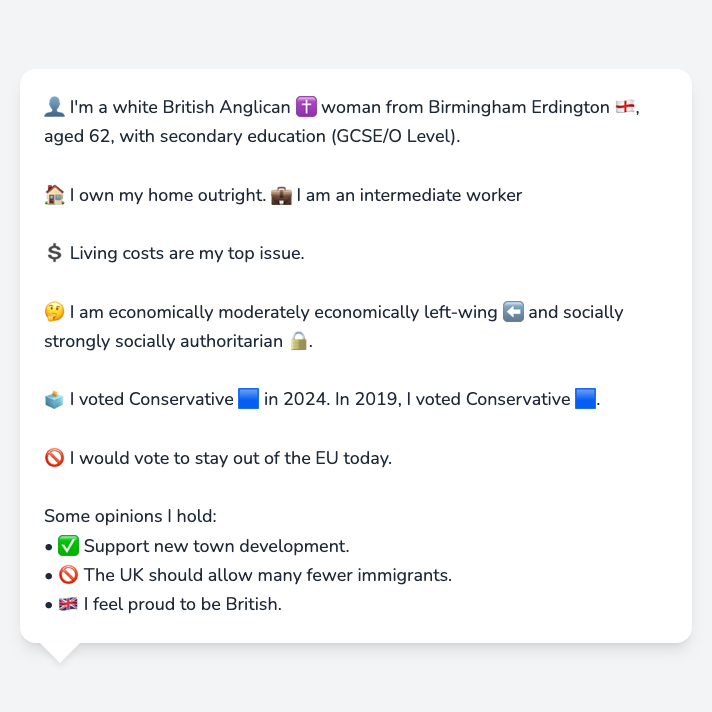 👤 I'm a white British Anglican ✝️ woman from Birmingham Erdington 🏴󠁧󠁢󠁥󠁮󠁧󠁿,
aged 62, with secondary education (GCSE/O Level).
🏠 I own my home outright. 💼 I am an intermediate worker
💲 Living costs are my top issue.
🤔 I am economically moderately economically left-wing ⬅️ and socially
strongly socially authoritarian 🔒.
🗳️ I voted Conservative 🟦 in 2024. In 2019, I voted Conservative 🟦.
🚫 I would vote to stay out of the EU today.
Some opinions I hold:
• ✅ Support new town development.
• 🚫 The UK should allow many fewer immigrants.
• 🇬🇧 I feel proud to be British.